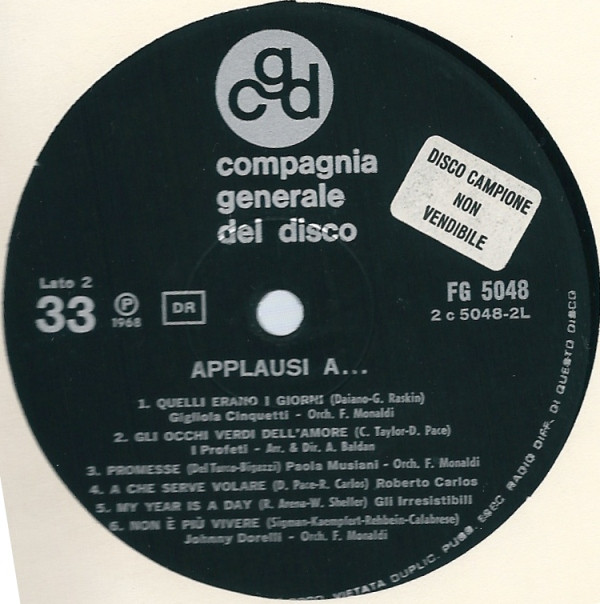 cgd
compagnia
generale
del disco
DISCO CAMPIONE
NON
VENDIBILE
Lato 2
33
℗
1968
DR
FG 5048
2 c 5048-2L
APPLAUSI A...
1. QUELLI ERANO I GIORNI (Daiano-G. Raskin)
Gigliola Cinquetti - Orch. F. Monaldi
2. GLI OCCHI VERDI DELL'AMORE (C. Taylor-D. Pace)
I Profeti - Arr. & Dir. A. Baldan
3. PROMESSE (Del Turco-Bigazzi) Paola Musiani - Orch. F. Monaldi
4. A CHE SERVE VOLARE (D. Pace-R. Carlos) Roberto Carlos
5. MY YEAR IS A DAY (R. Arena-W. Sheller) Gli Irresistibili
6. NON È PIÙ VIVERE (Sigman-Kaempfert-Rehbein-Calabrese)
Johnny Dorelli - Orch. F. Monaldi
VIETATA DUPLIC. PUBB. ESEC. RADIO DIFF. DI QUESTO DISCO